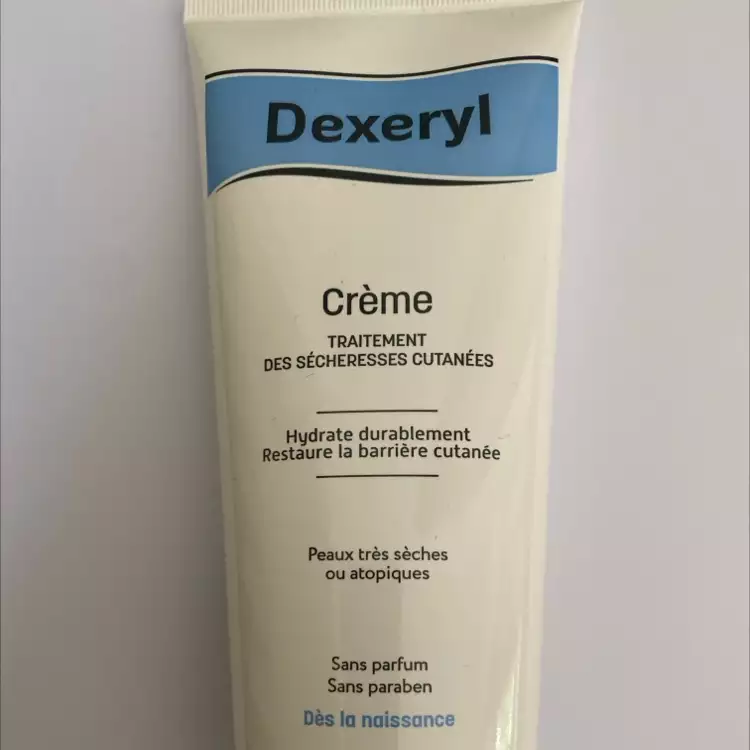 Dexeryl
Crème
TRAITEMENT
DES SÉCHERESSES CUTANÉES
Hydrate durablement
Restaure la barrière cutanée
Peaux très sèches
ou atopiques
Sans parfum
Sans paraben
Dès la naissance